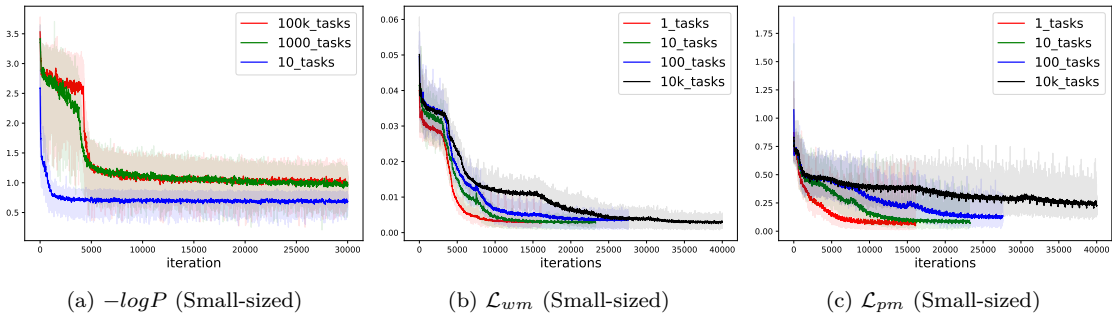 3.5
3.0
2.5
2.0
1.5
1.0
0.5
0 5000 10000 15000 20000 25000 30000
iteration
100k_tasks
1000_tasks
10_tasks
(a) −logP (Small-sized)
0.06
0.05
0.04
0.03
0.02
0.01
0.00
0 5000 10000 15000 20000 25000 30000 35000 40000
iterations
1_tasks
10_tasks
100_tasks
10k_tasks
(b) ℒwm (Small-sized)
1.75
1.50
1.25
1.00
0.75
0.50
0.25
0.00
0 5000 10000 15000 20000 25000 30000 35000 40000
iterations
1_tasks
10_tasks
100_tasks
10k_tasks
(c) ℒpm (Small-sized)